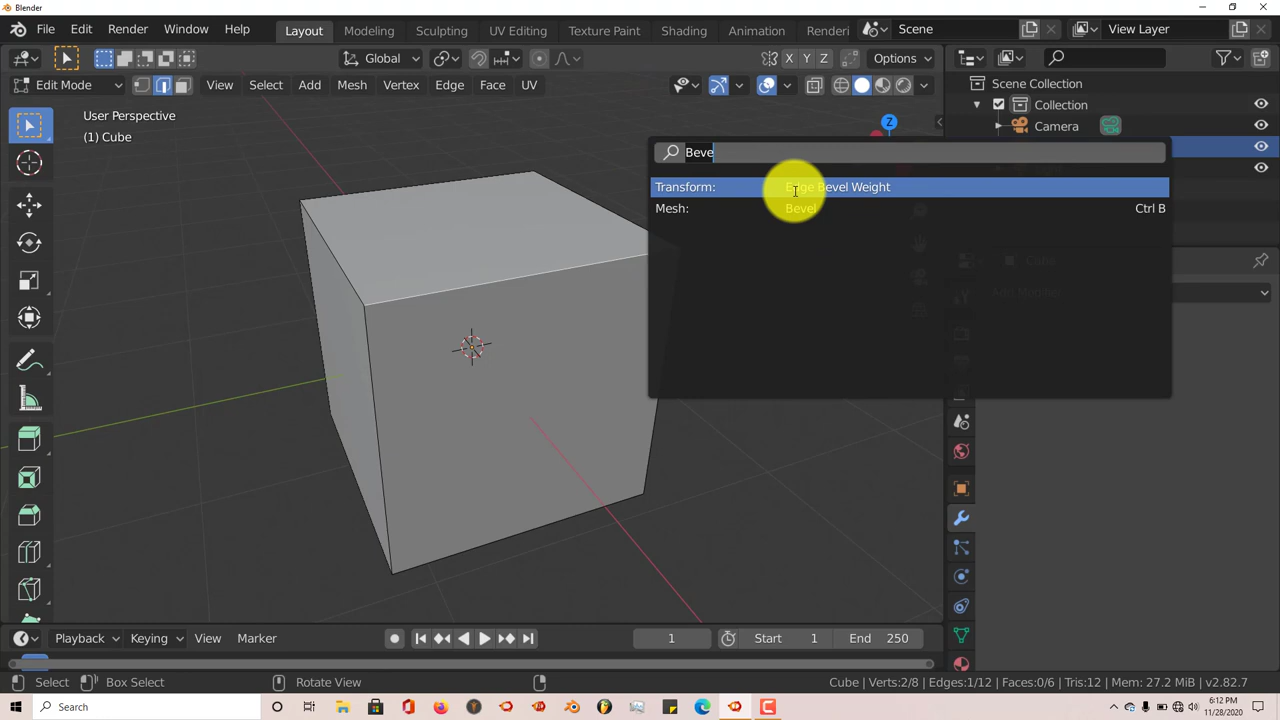 Blender
File Edit Render Window Help Layout Modeling Sculpting UV Editing Texture Paint Shading Animation Renderi Scene View Layer
Global X Y Z Options
Edit Mode View Select Add Mesh Vertex Edge Face UV
Scene Collection
Collection
Camera
User Perspective
(1) Cube
Z
Beve
Transform: Edge Bevel Weight
Mesh: Bevel Ctrl B
Cube
Add Modifier
Playback Keying View Marker 1 Start 1 End 250
Select Box Select Rotate View Cube | Verts:2/8 | Edges:1/12 | Faces:0/6 | Tris:12 | Mem: 27.2 MiB | v2.82.7
Search
6:12 PM
11/28/2020